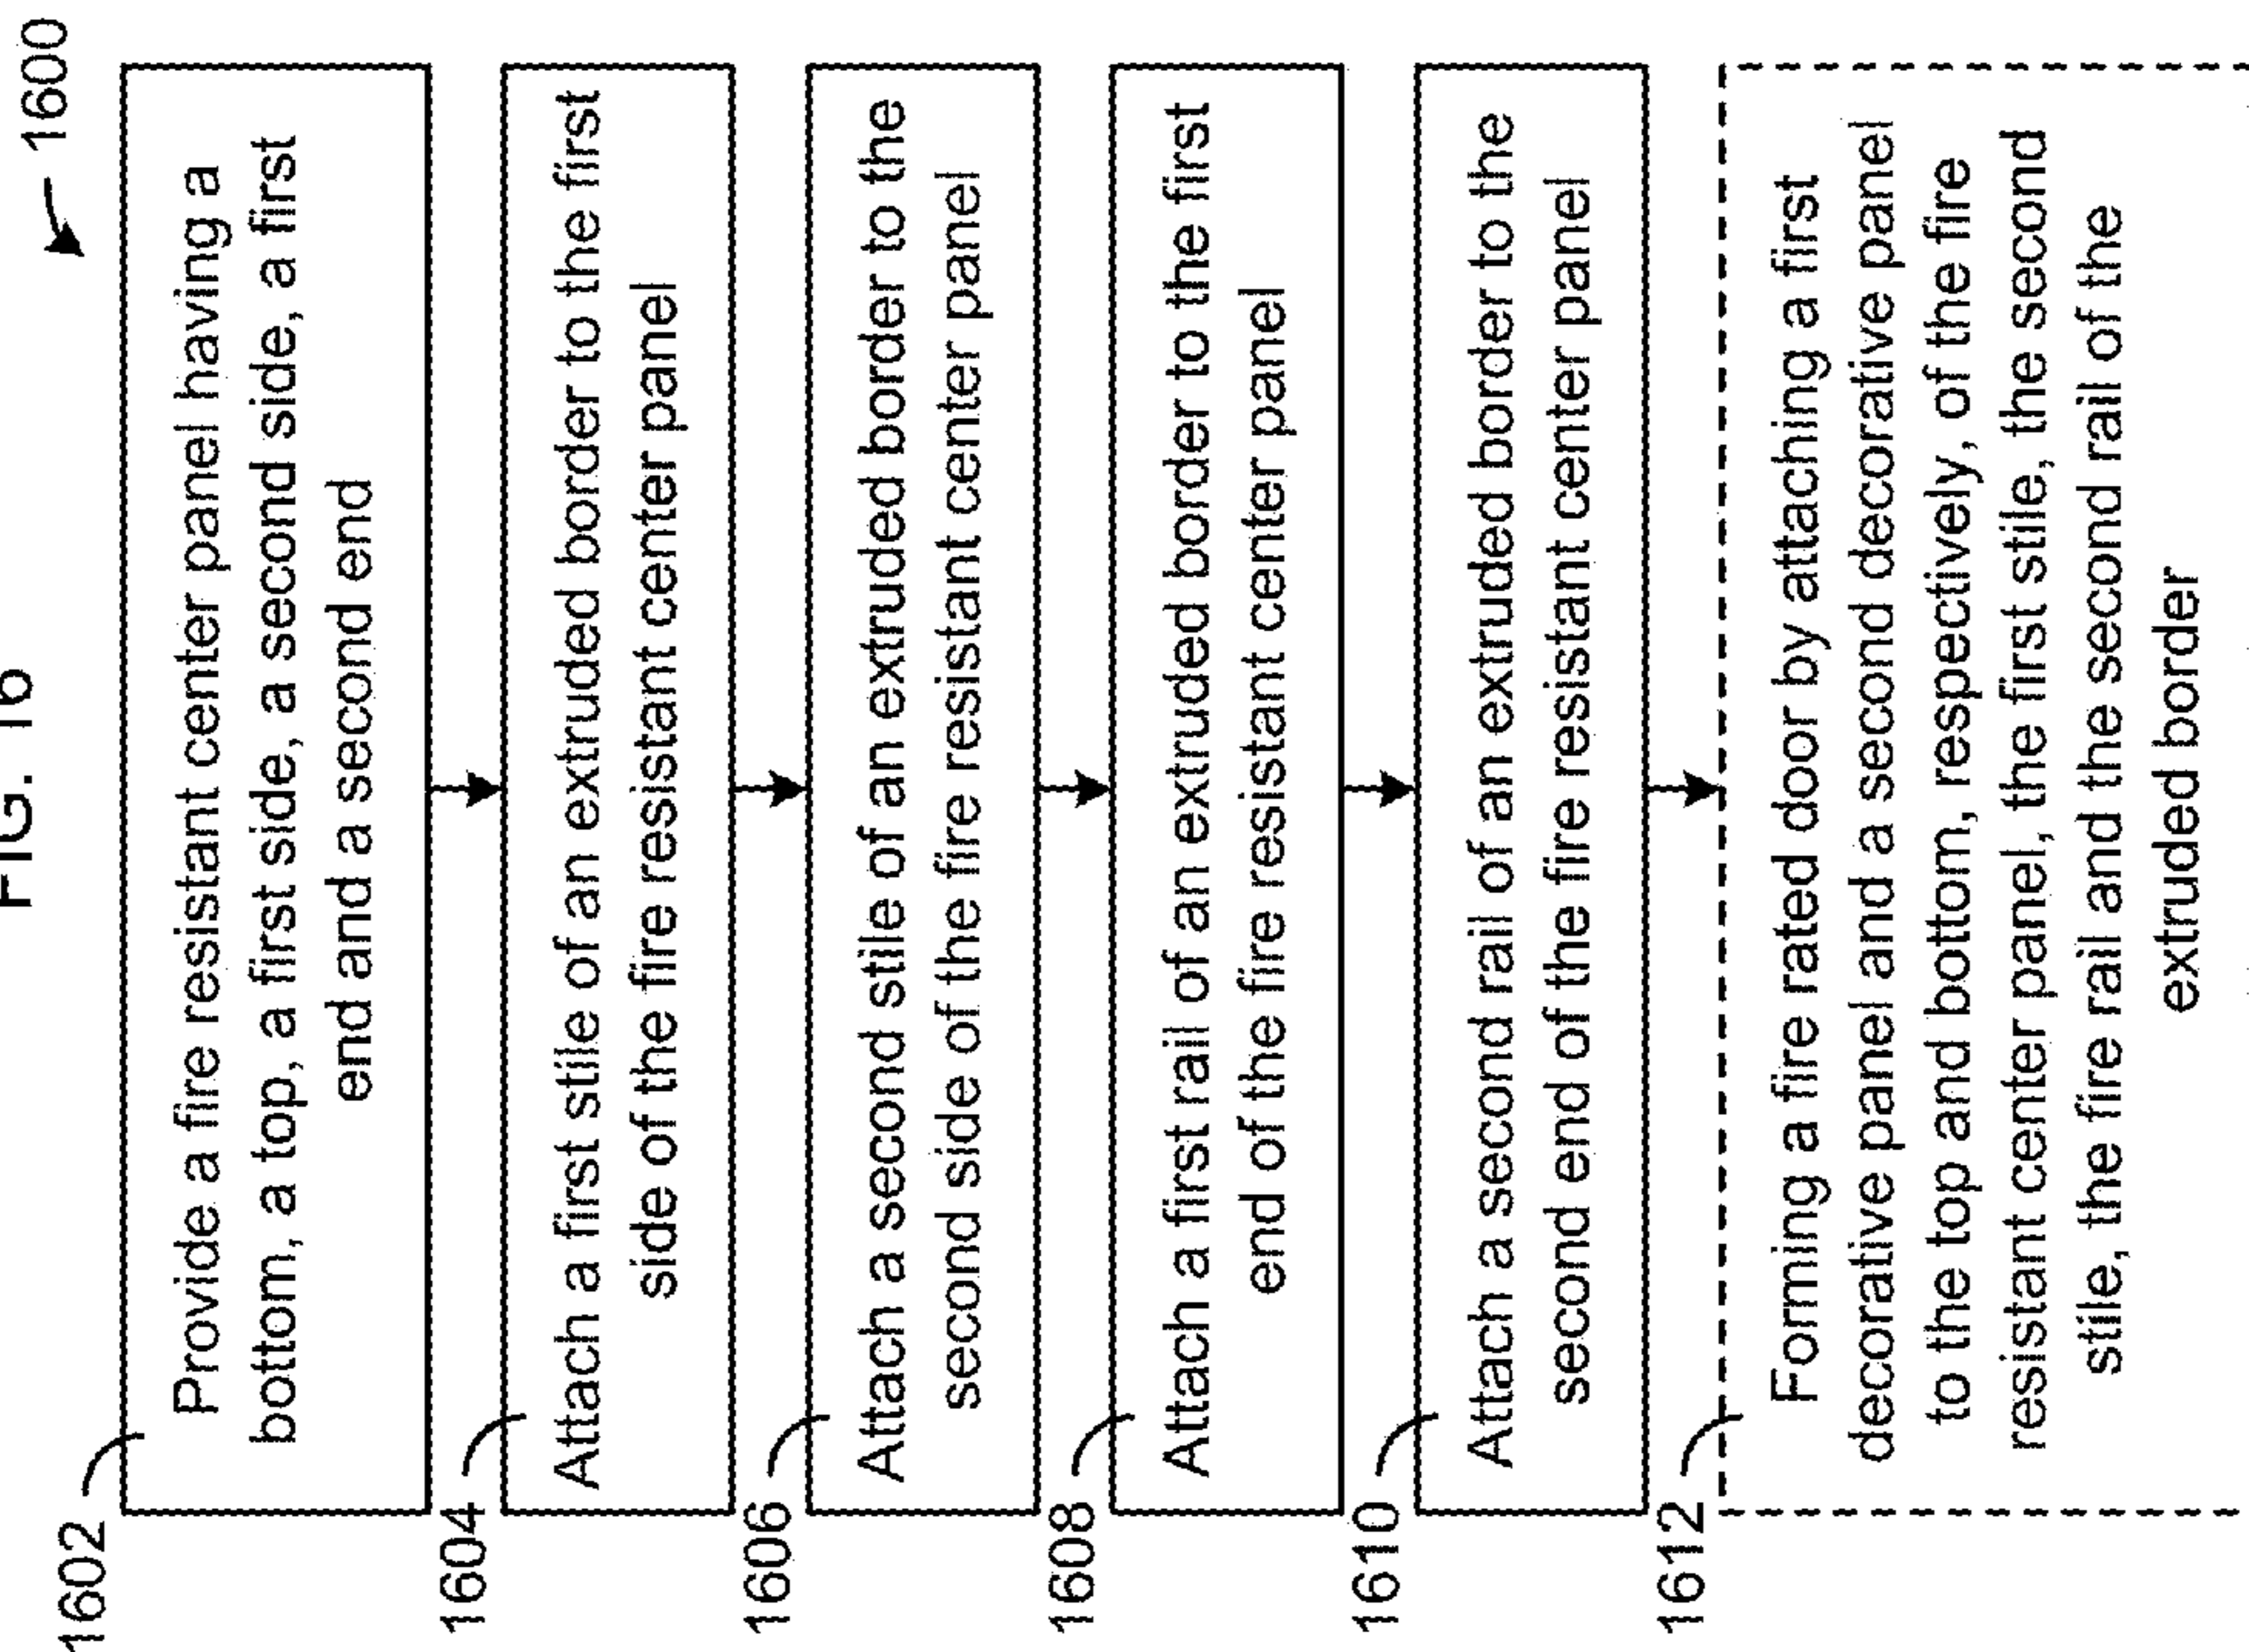 FIG. 16
1600
1602
Provide a fire resistant center panel having a
bottom, a top, a first side, a second side, a first
end and a second end
1604
Attach a first stile of an extruded border to the first
side of the fire resistant center panel
1606
Attach a second stile of an extruded border to the
second side of the fire resistant center panel
1608
Attach a first rail of an extruded border to the first
end of the fire resistant center panel
1610
Attach a second rail of an extruded border to the
second end of the fire resistant center panel
1612
Forming a fire rated door by attaching a first
decorative panel and a second decorative panel
to the top and bottom, respectively, of the fire
resistant center panel, the first stile, the second
stile, the fire rail and the second rail of the
extruded border